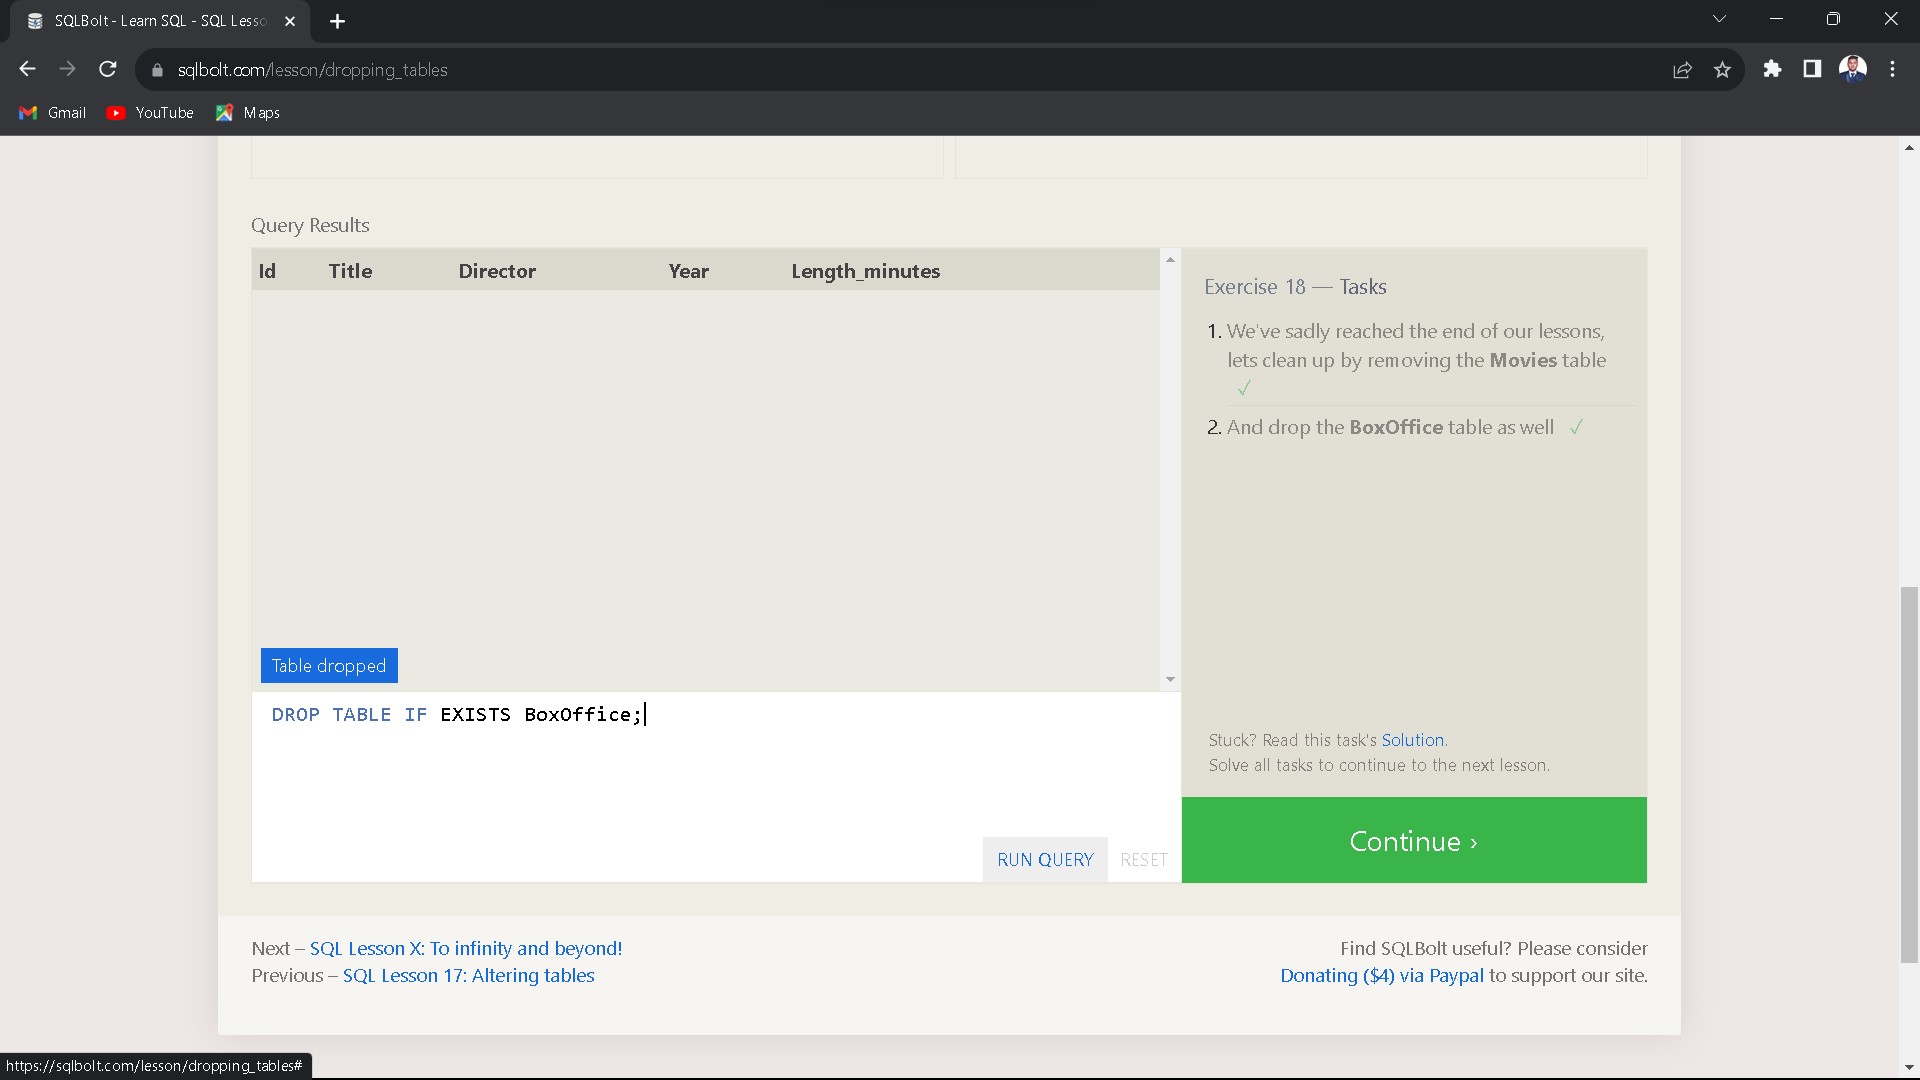 SQLBolt - Learn SQL - SQL Lesso
sqlbolt.com/lesson/dropping_tables
Gmail YouTube Maps
Query Results
Id Title Director Year Length_minutes
Exercise 18 — Tasks
1. We've sadly reached the end of our lessons,
lets clean up by removing the Movies table
✓
2. And drop the BoxOffice table as well ✓
Table dropped
DROP TABLE IF EXISTS BoxOffice;
Stuck? Read this task's Solution.
Solve all tasks to continue to the next lesson.
RUN QUERY RESET
Continue ›
Next – SQL Lesson X: To infinity and beyond!
Previous – SQL Lesson 17: Altering tables
Find SQLBolt useful? Please consider
Donating ($4) via Paypal to support our site.
https://sqlbolt.com/lesson/dropping_tables#